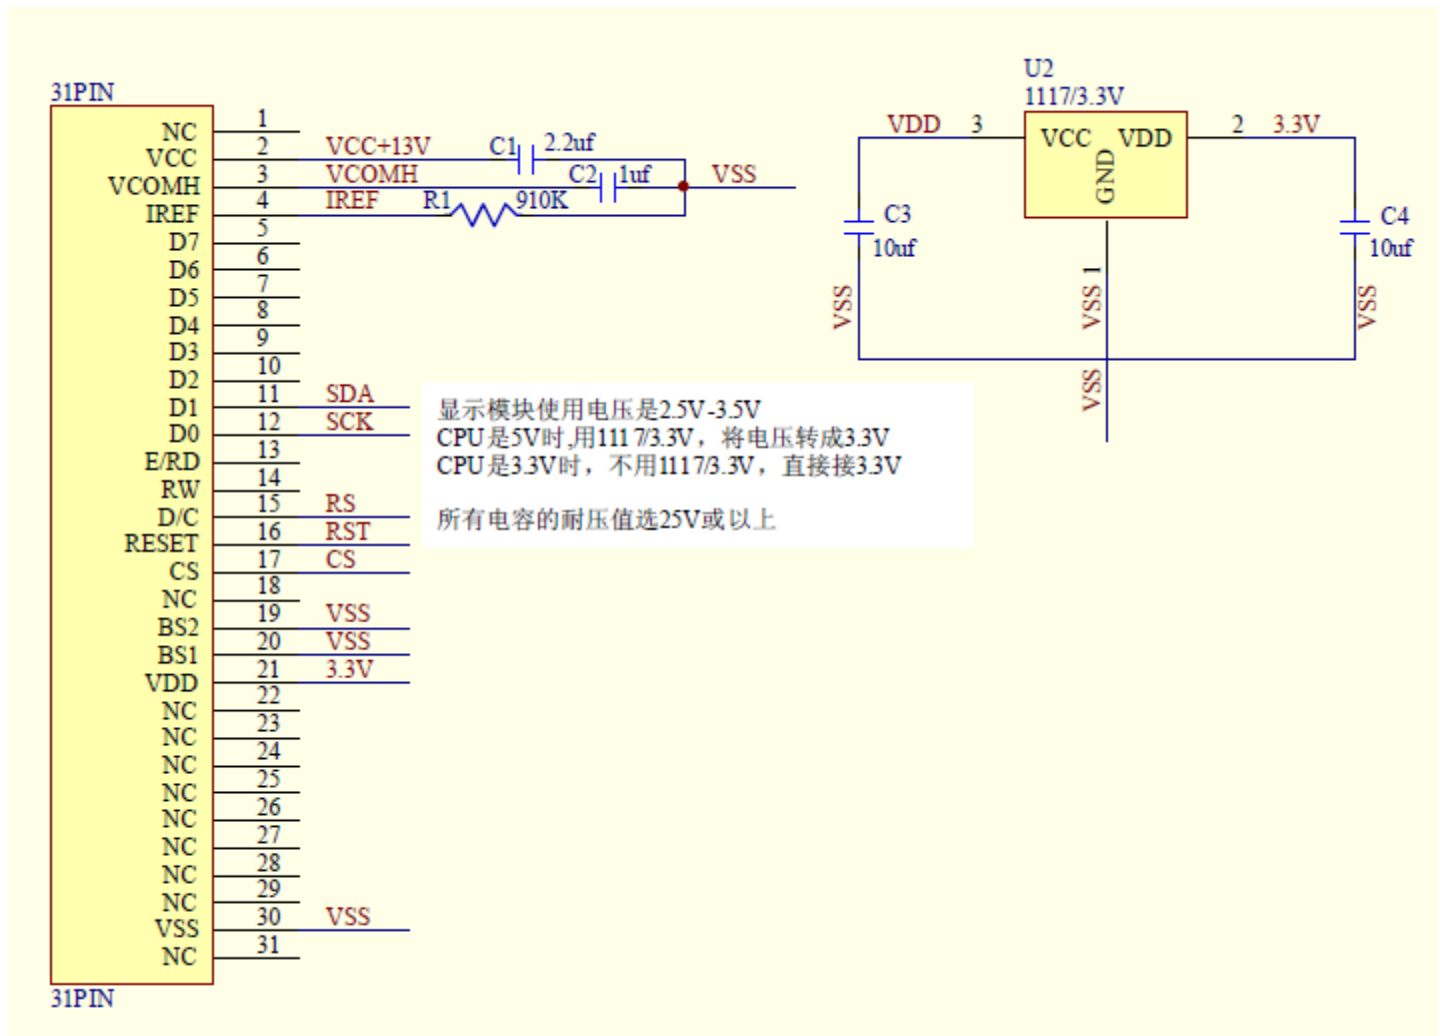 31PIN
NC 1
VCC 2 VCC+13V C1 2.2uf
VCOMH 3 VCOMH C2 1uf VSS
IREF 4 IREF R1 910K
D7 5
D6 6
D5 7
D4 8
D3 9
D2 10
D1 11 SDA
D0 12 SCK
E/RD 13
RW 14
D/C 15 RS
RESET 16 RST
CS 17 CS
NC 18
BS2 19 VSS
BS1 20 VSS
VDD 21 3.3V
NC 22
NC 23
NC 24
NC 25
NC 26
NC 27
NC 28
NC 29
VSS 30 VSS
NC 31
31PIN
U2
1117/3.3V
VDD 3 VCC VDD 2 3.3V
GND
C3
10uf
C4
10uf
1
VSS
VSS
VSS
VSS
显示模块使用电压是2.5V-3.5V
CPU是5V时,用1117/3.3V，将电压转成3.3V
CPU是3.3V时，不用1117/3.3V，直接接3.3V
所有电容的耐压值选25V或以上